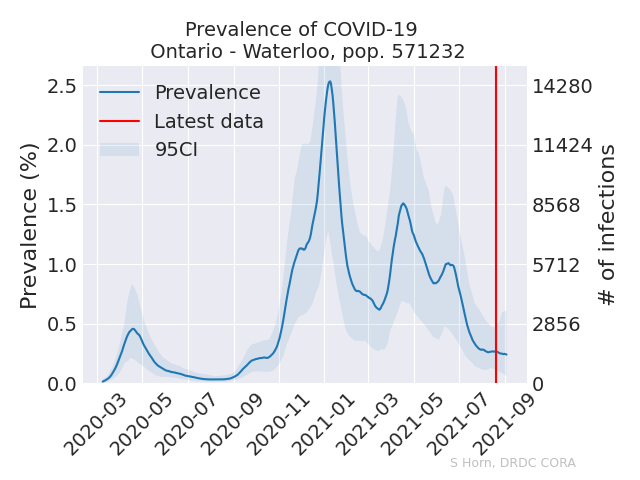 Prevalence of COVID-19
Ontario - Waterloo, pop. 571232
Prevalence
Latest data
95CI
Prevalence (%)
2.5
2.0
1.5
1.0
0.5
0.0
14280
11424
8568
5712
2856
0
# of infections
2020-03
2020-05
2020-07
2020-09
2020-11
2021-01
2021-03
2021-05
2021-07
2021-09
S Horn, DRDC CORA